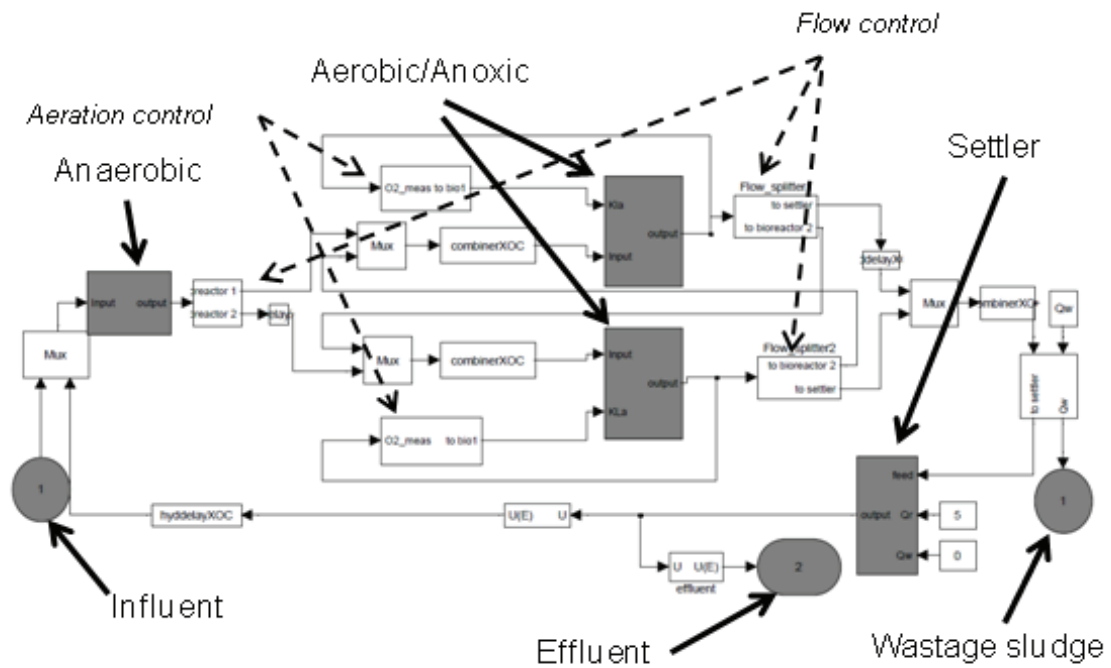 Flow control
Aerobic/Anoxic
Aeration control
Settler
Anaerobic
O2_meas to bio1
Kla
Input
output
Flow_splitter
to settler
to bioreactor 2
Mux
combinerXOC
Input
output
reactor 1
reactor 2
Mux
combinerXOC
Input
output
KLa
Flow_splitter2
to bioreactor 2
to settler
Mux
Qw
Mux
O2_meas to bio1
to settler
Qw
1
hyddelayXOC
U(E) U
feed
output
Qr
Qw
5
0
1
U U(E)
effluent
2
Influent
Effluent
Wastage sludge